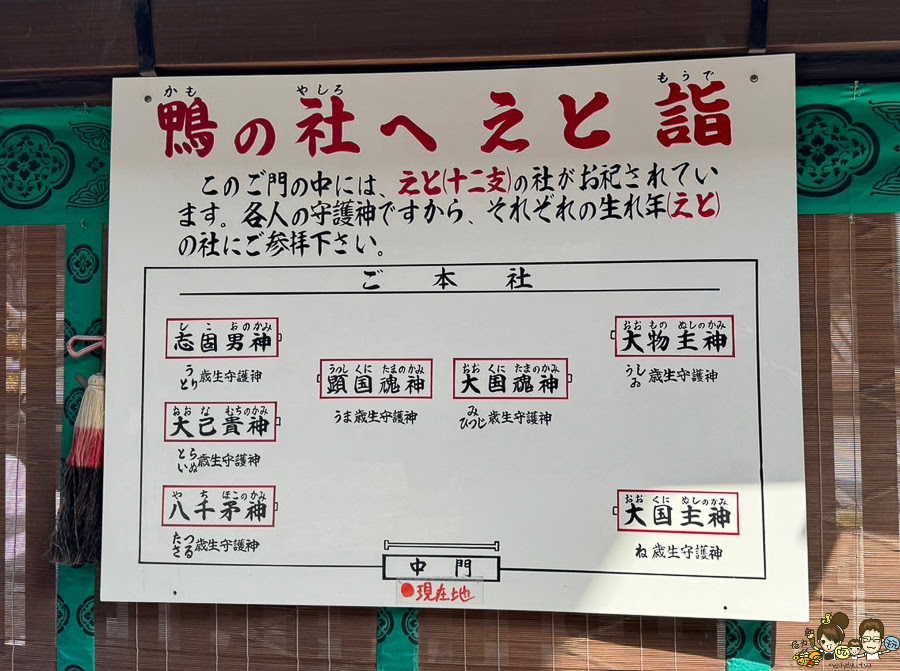 かも やしろ もうで
鴨の社へ えと 詣
このご門の中には、えと(十二支)の社がお祀されてい
ます。各人の守護神ですから、それぞれの生れ年(えと)
の社にご参拝下さい。
ご本社
しこおのかみ
志固男神
う
とり歳生守護神
おおなむちのかみ
大己貴神
とら
いぬ歳生守護神
やちほこのかみ
八千矛神
たつ
さる歳生守護神
うつしくにたまのかみ
顕国魂神
うま歳生守護神
おおくにたまのかみ
大国魂神
み
ひつじ歳生守護神
おおものぬしのかみ
大物主神
うし
お歳生守護神
おおくにぬしのかみ
大国主神
ね歳生守護神
中門
●現在地